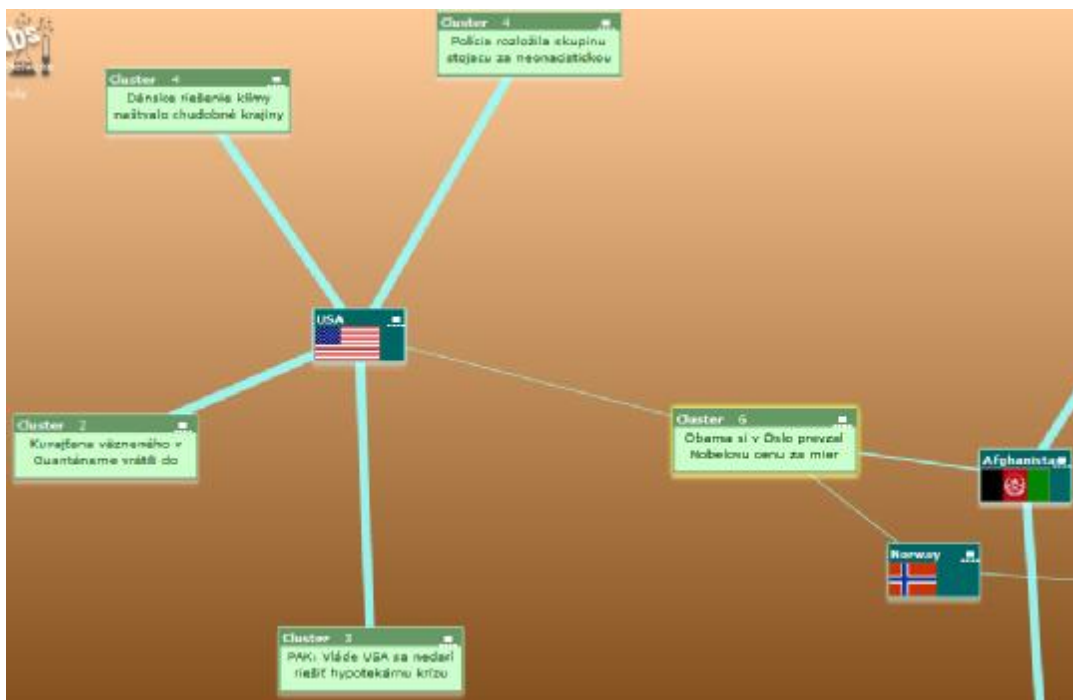 Cluster 4
Polícia rozložila skupinu
stojacu za neonacistickou
abs
Cluster 4
Dánske riešenie klímy
naštvalo chudobné krajiny
USA
Cluster 6
Obama si v Oslo prevzal
Nobelovu cenu za mier
Cluster 2
Kuvajťana väzneného v
Guantáname vrátili do
Afghanista
Norway
Cluster 3
PAK: Vláde USA sa nedarí
riešiť hypotekárnu krízu